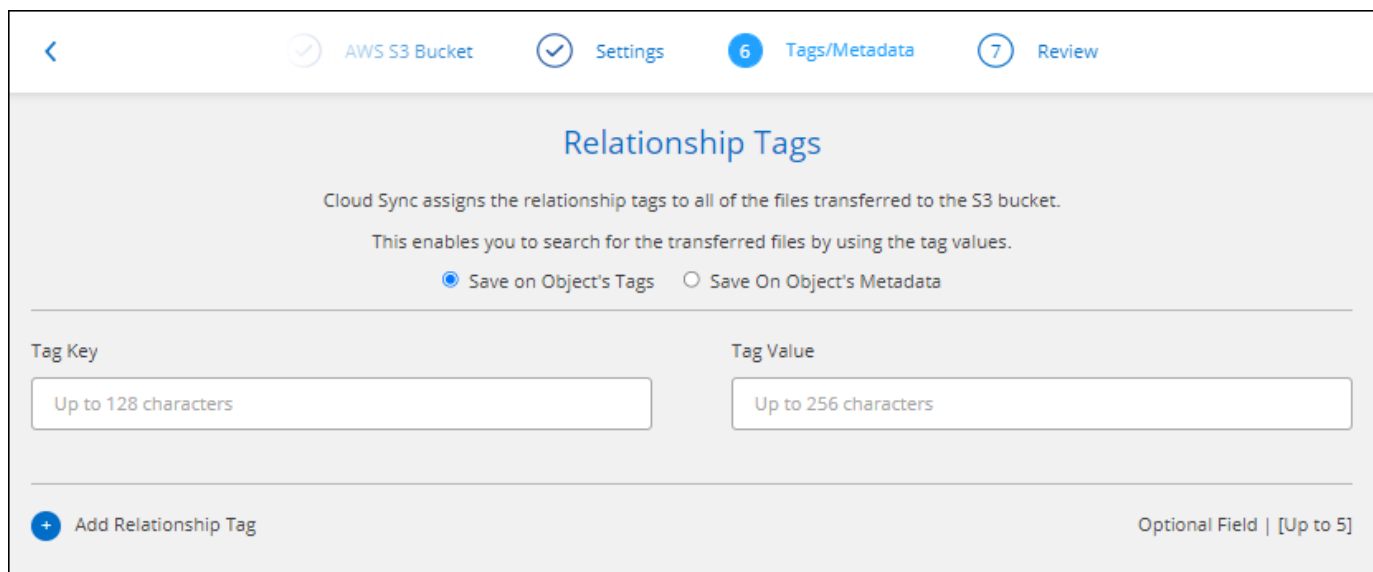 AWS S3 Bucket Settings 6 Tags/Metadata 7 Review
Relationship Tags
Cloud Sync assigns the relationship tags to all of the files transferred to the S3 bucket.
This enables you to search for the transferred files by using the tag values.
Save on Object's Tags Save On Object's Metadata
Tag Key Tag Value
Up to 128 characters Up to 256 characters
Add Relationship Tag Optional Field | [Up to 5]